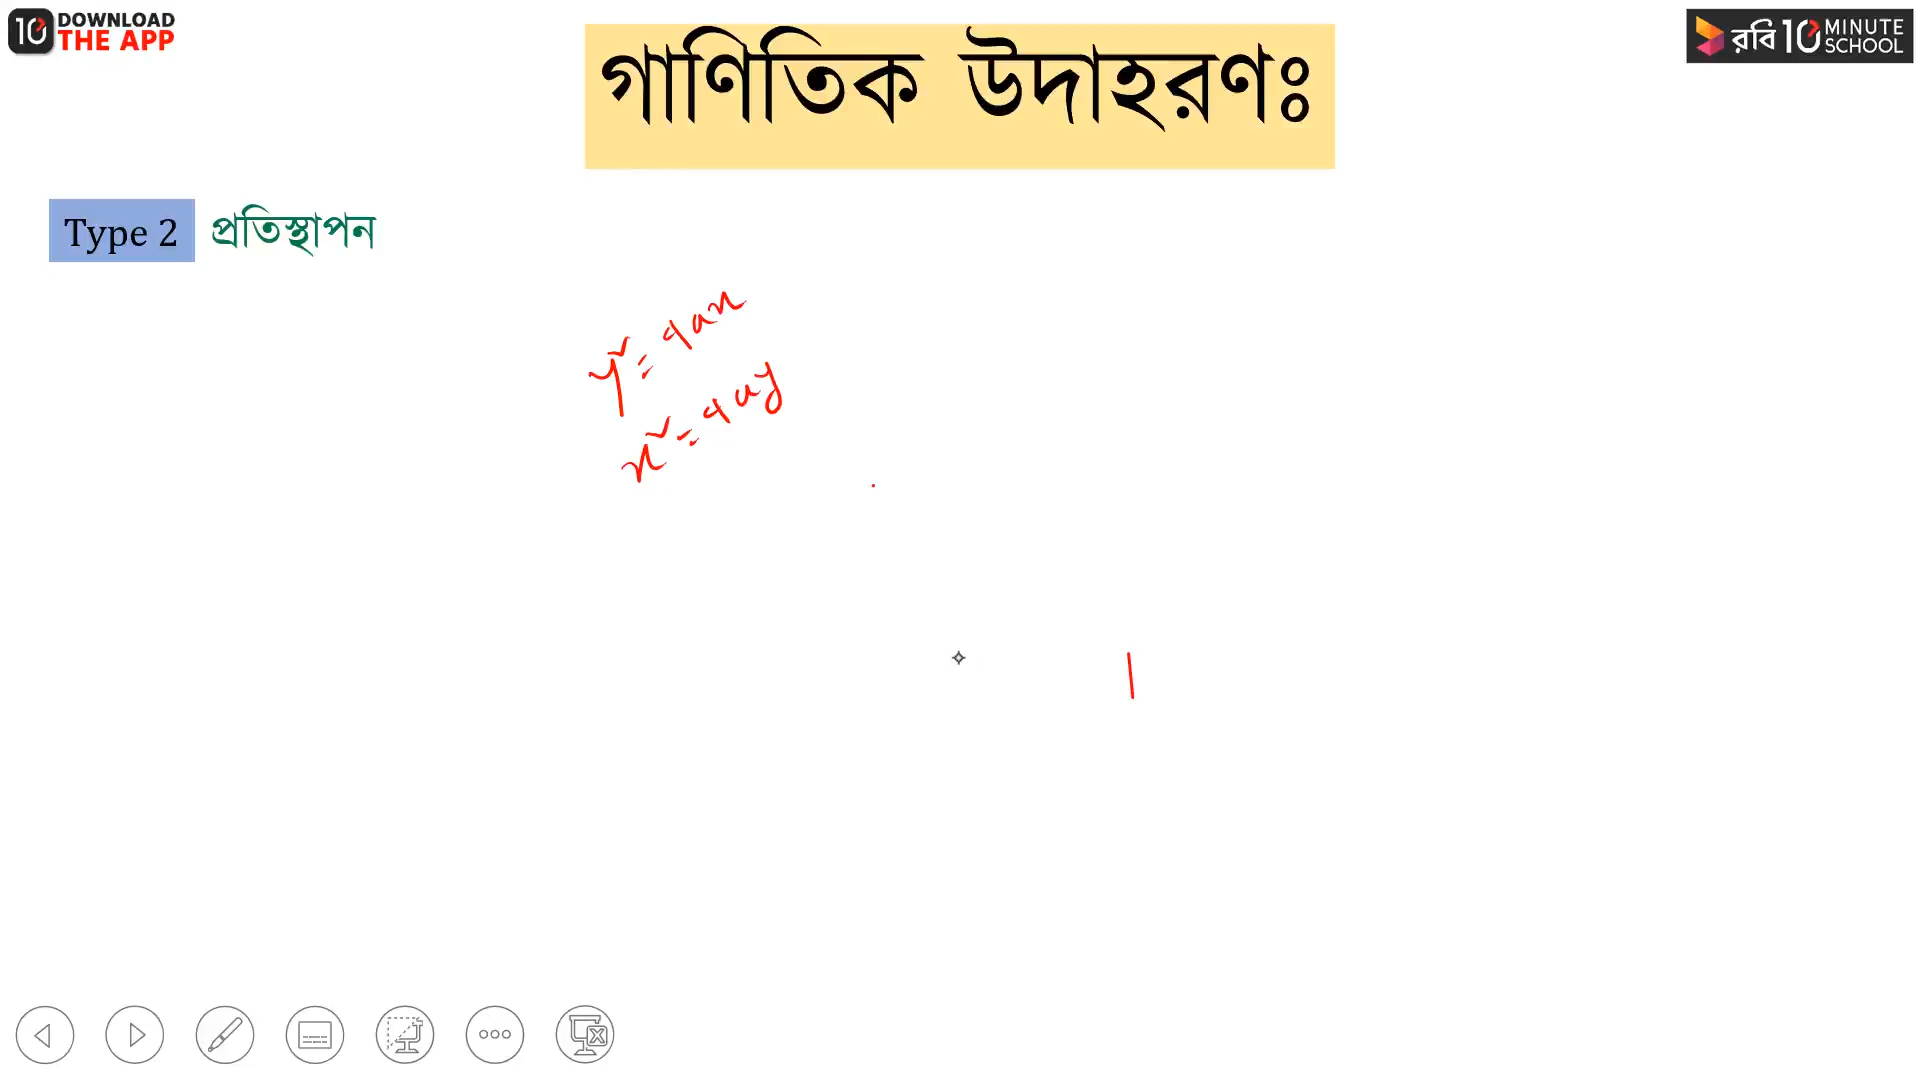 10 DOWNLOAD THE APP
রবি 10 MINUTE SCHOOL
গাণিতিক উদাহরণঃ
Type 2 প্রতিস্থাপন
y² = 4ax
x² = 4ay